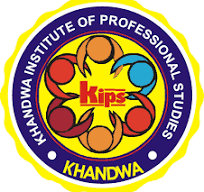 KHANDWA INSTITUTE OF PROFESSIONAL STUDIES
Kips
KHANDWA